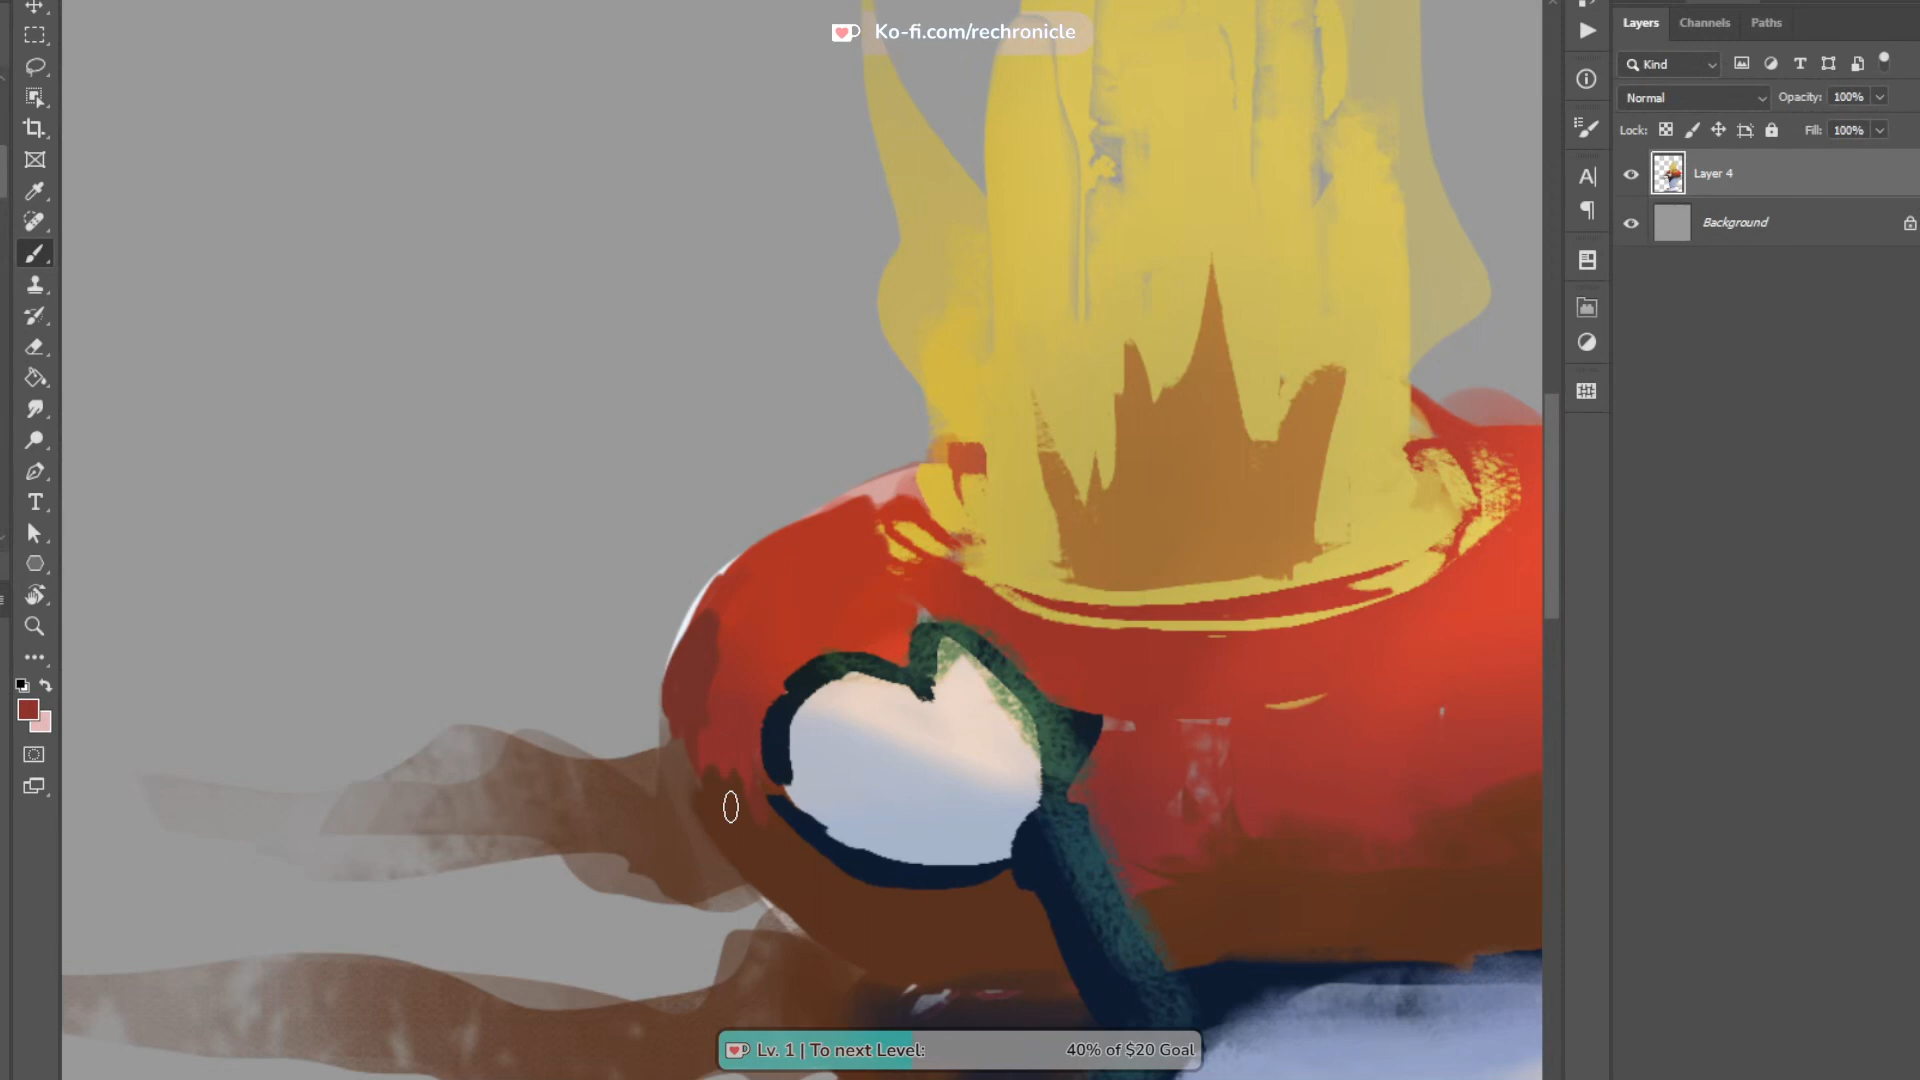 Ko-fi.com/rechronicle
Layers Channels Paths
Kind
Normal Opacity: 100%
Lock: Fill: 100%
Layer 4
Background
Lv. 1 | To next Level: 40% of $20 Goal